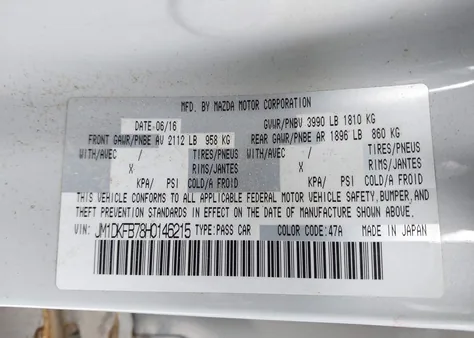 MFD. BY MAZDA MOTOR CORPORATION
DATE:06/16 GVWR/PNBV 3990 LB 1810 KG
FRONT GAWR/PNBE AV 2112 LB 958 KG REAR GAWR/PNBE AR 1896 LB 860 KG
WITH/AVEC / TIRES/PNEUS WITH/AVEC / TIRES/PNEUS
X RIMS/JANTES X RIMS/JANTES
KPA/ PSI COLD/A FROID KPA/ PSI COLD/A FROID
THIS VEHICLE CONFORMS TO ALL APPLICABLE FEDERAL MOTOR VEHICLE SAFETY,BUMPER,AND
THEFT PREVENTION STANDARDS IN EFFECT ON THE DATE OF MANUFACTURE SHOWN ABOVE.
VIN: JM1DKFB78H0146215 TYPE:PASS CAR COLOR CODE:47A MADE IN JAPAN